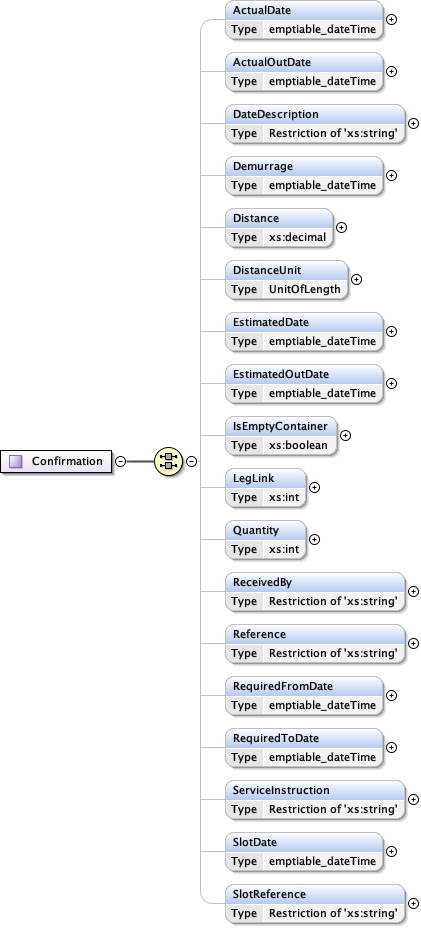 ActualDate
Type emptiable_dateTime
ActualOutDate
Type emptiable_dateTime
DateDescription
Type Restriction of 'xs:string'
Demurrage
Type emptiable_dateTime
Distance
Type xs:decimal
DistanceUnit
Type UnitOfLength
EstimatedDate
Type emptiable_dateTime
EstimatedOutDate
Type emptiable_dateTime
IsEmptyContainer
Type xs:boolean
Confirmation
LegLink
Type xs:int
Quantity
Type xs:int
ReceivedBy
Type Restriction of 'xs:string'
Reference
Type Restriction of 'xs:string'
RequiredFromDate
Type emptiable_dateTime
RequiredToDate
Type emptiable_dateTime
ServiceInstruction
Type Restriction of 'xs:string'
SlotDate
Type emptiable_dateTime
SlotReference
Type Restriction of 'xs:string'